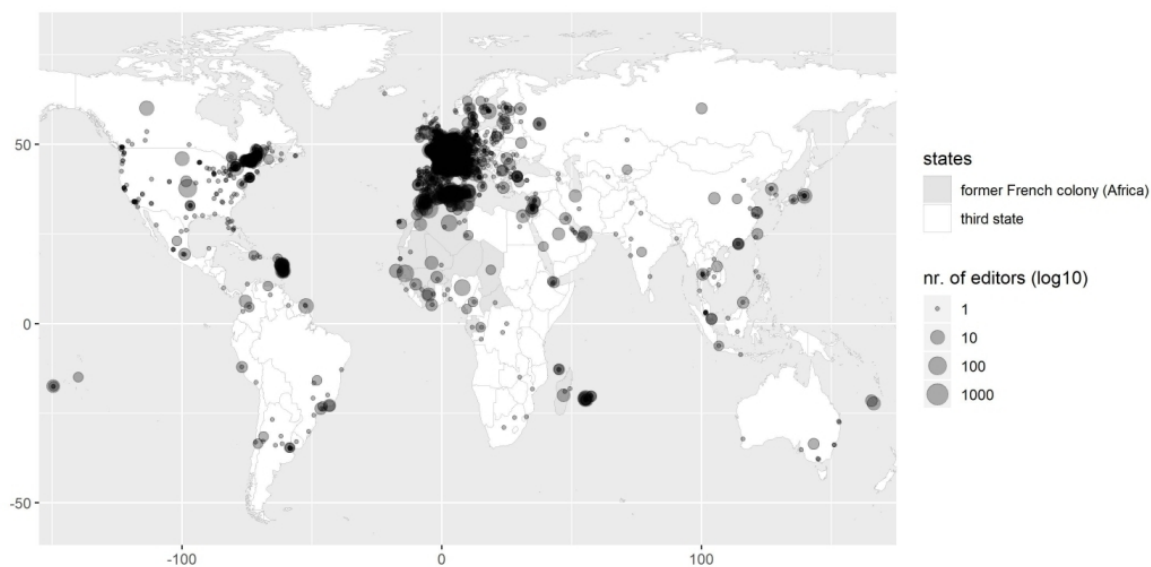 50
0
-50
-100
0
100
states
former French colony (Africa)
third state
nr. of editors (log10)
1
10
100
1000